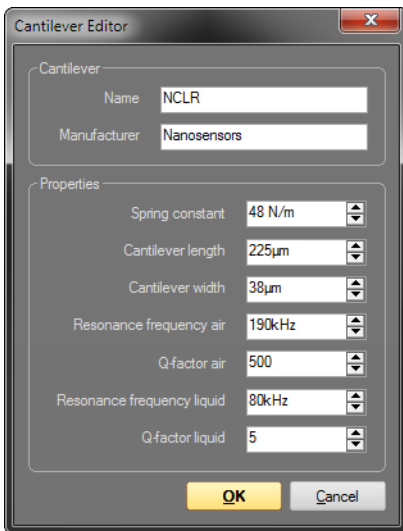 Cantilever Editor
Cantilever
Name NCLR
Manufacturer Nanosensors
Properties
Spring constant 48 N/m
Cantilever length 225µm
Cantilever width 38µm
Resonance frequency air 190kHz
Q-factor air 500
Resonance frequency liquid 80kHz
Q-factor liquid 5
OK Cancel